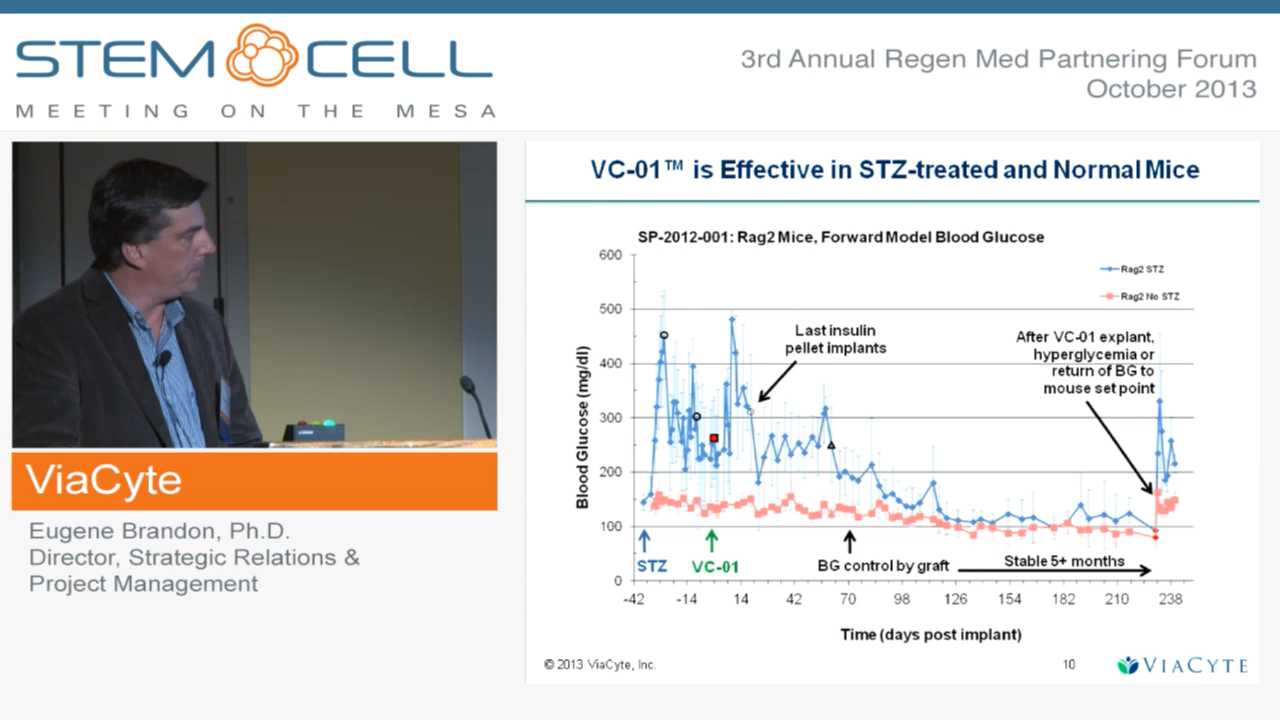 STEM CELL
MEETING ON THE MESA
3rd Annual Regen Med Partnering Forum
October 2013
ViaCyte
Eugene Brandon, Ph.D.
Director, Strategic Relations &
Project Management
VC-01™ is Effective in STZ-treated and Normal Mice
SP-2012-001: Rag2 Mice, Forward Model Blood Glucose
Rag2 STZ
Rag2 No STZ
Blood Glucose (mg/dl)
600
500
400
300
200
100
0
Last insulin
pellet implants
After VC-01 explant,
hyperglycemia or
return of BG to
mouse set point
STZ
VC-01
BG control by graft
Stable 5+ months
-42 -14 14 42 70 98 126 154 182 210 238
Time (days post implant)
© 2013 ViaCyte, Inc.
10
VIACYTE